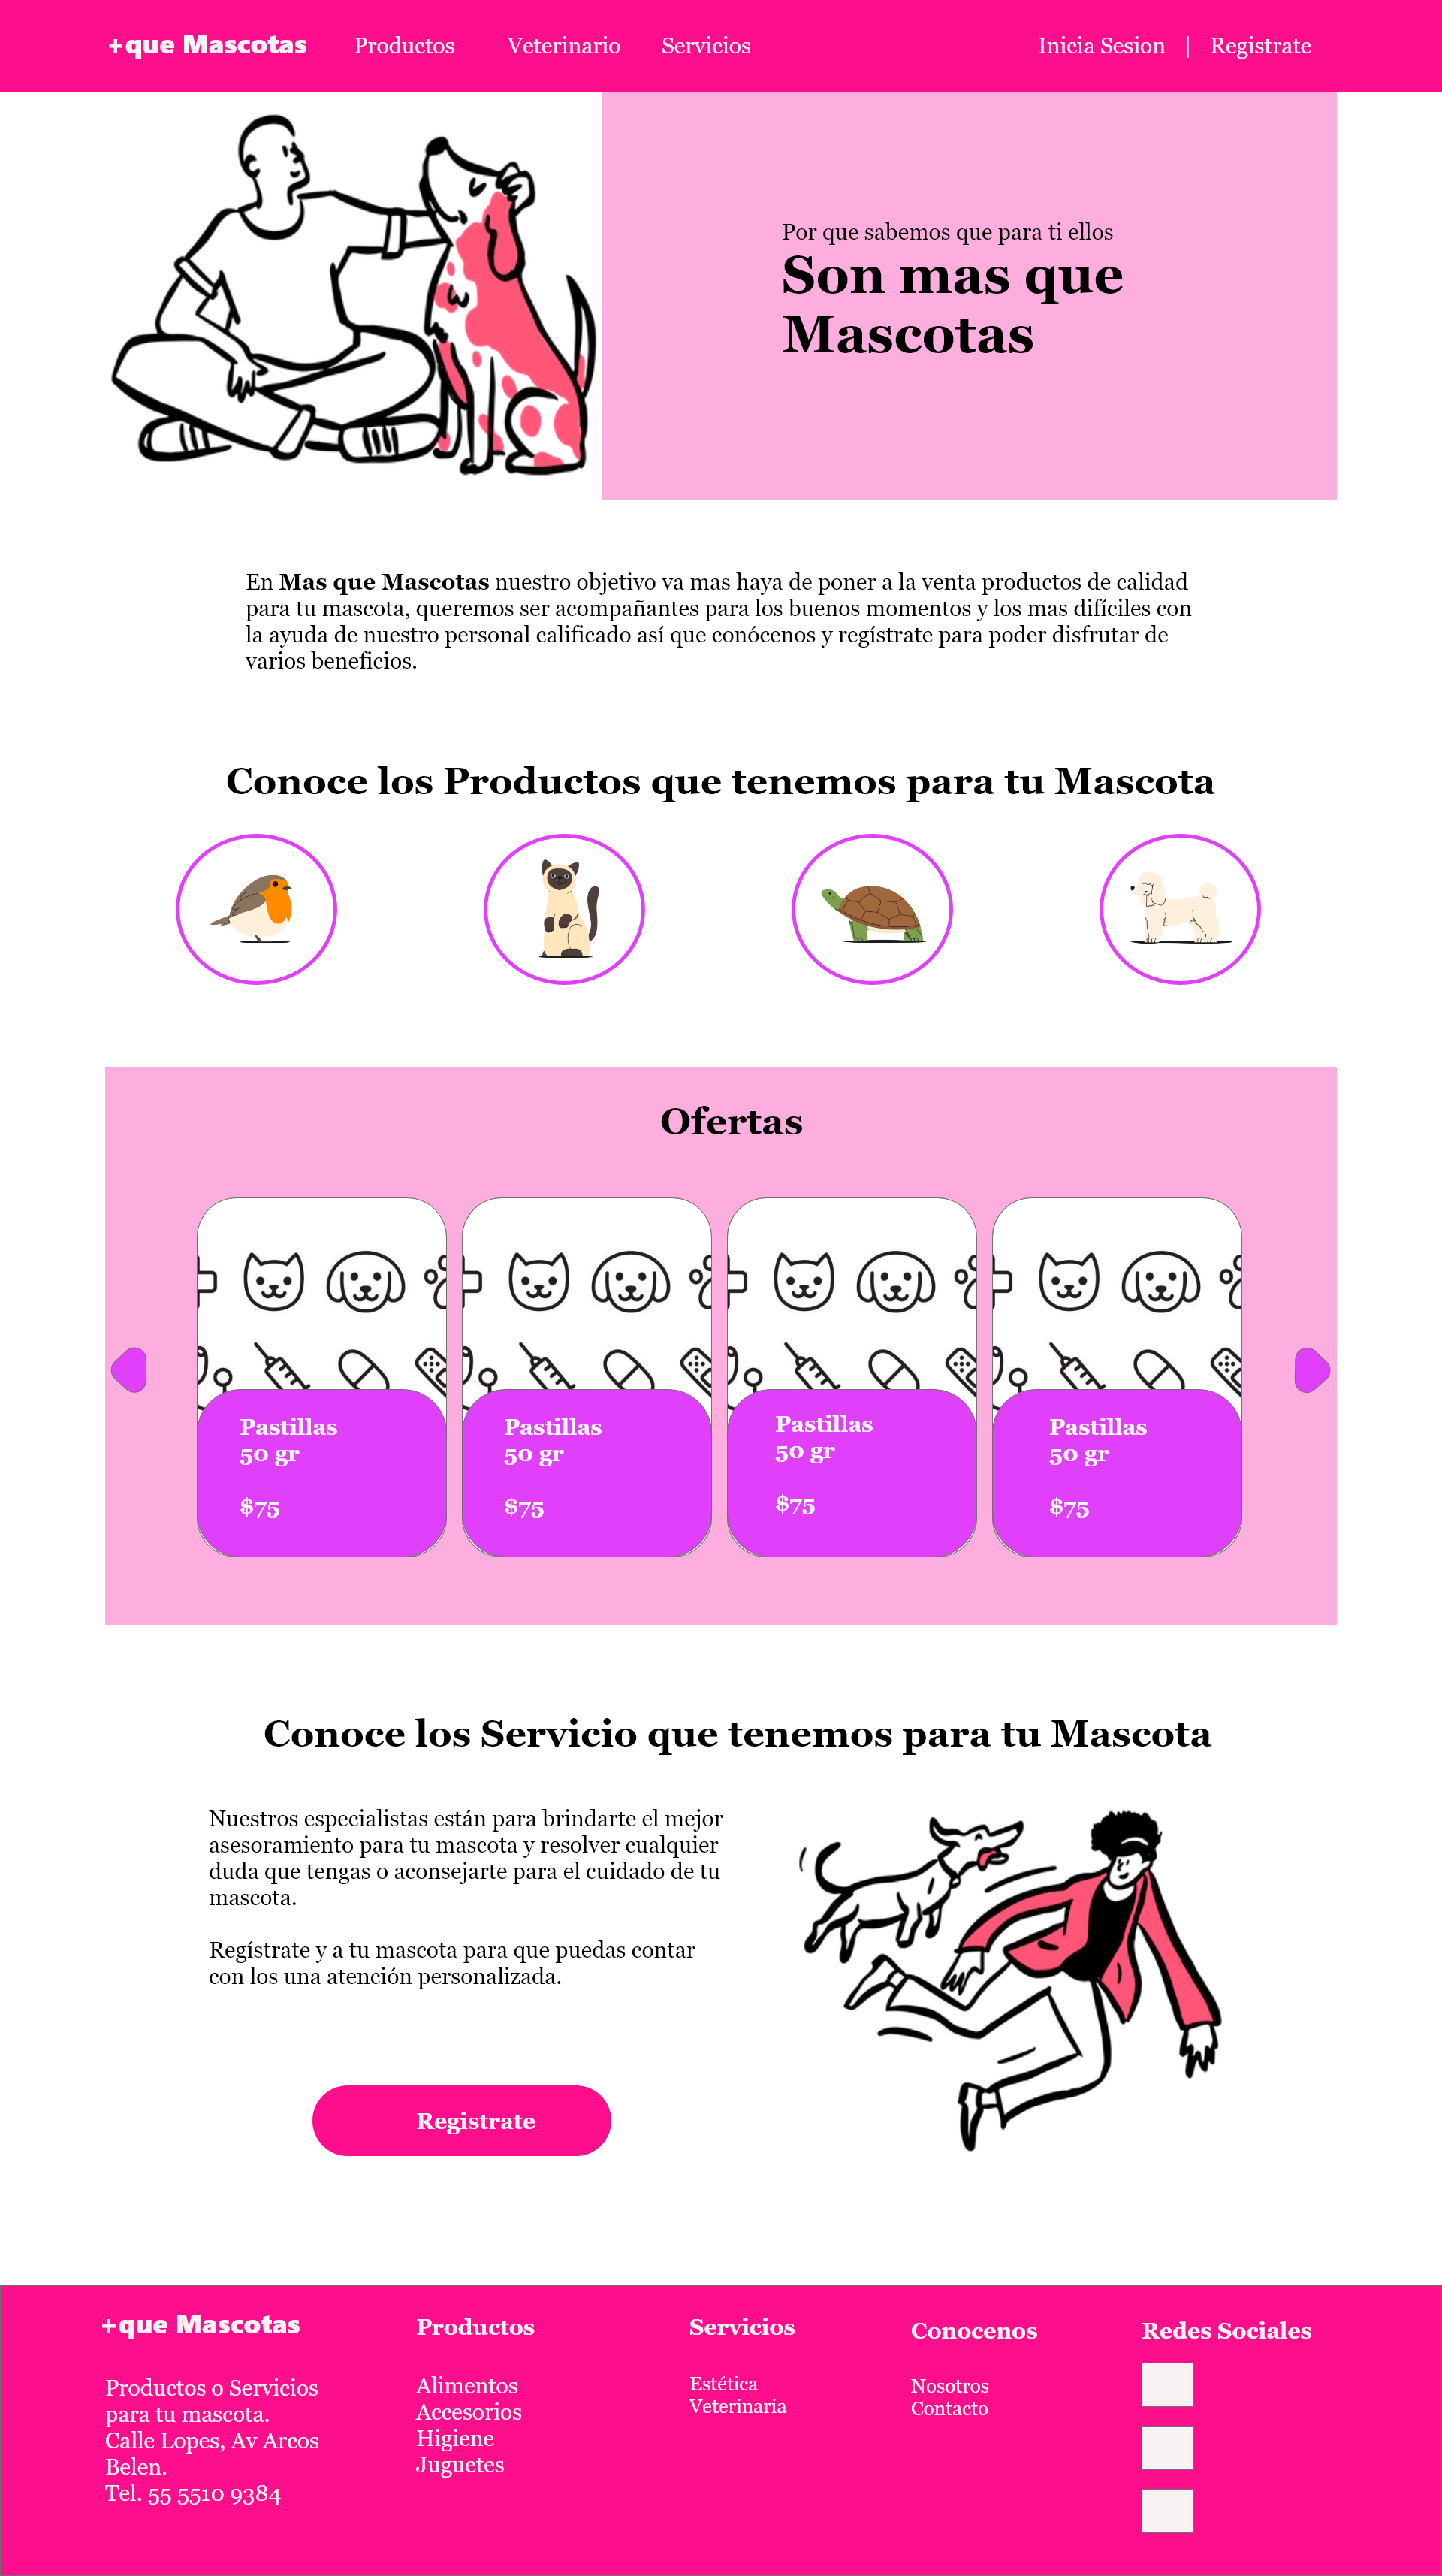 +que Mascotas
Productos
Veterinario
Servicios
Inicia Sesion | Registrate
Por que sabemos que para ti ellos
Son mas que
Mascotas
En Mas que Mascotas nuestro objetivo va mas haya de poner a la venta productos de calidad
para tu mascota, queremos ser acompañantes para los buenos momentos y los mas difíciles con
la ayuda de nuestro personal calificado así que conócenos y regístrate para poder disfrutar de
varios beneficios.
Conoce los Productos que tenemos para tu Mascota
Ofertas
Pastillas
50 gr
$75
Pastillas
50 gr
$75
Pastillas
50 gr
$75
Pastillas
50 gr
$75
Conoce los Servicio que tenemos para tu Mascota
Nuestros especialistas están para brindarte el mejor
asesoramiento para tu mascota y resolver cualquier
duda que tengas o aconsejarte para el cuidado de tu
mascota.
Regístrate y a tu mascota para que puedas contar
con los una atención personalizada.
Registrate
+que Mascotas
Productos o Servicios
para tu mascota.
Calle Lopes, Av Arcos
Belen.
Tel. 55 5510 9384
Productos
Alimentos
Accesorios
Higiene
Juguetes
Servicios
Estética
Veterinaria
Conocenos
Nosotros
Contacto
Redes Sociales